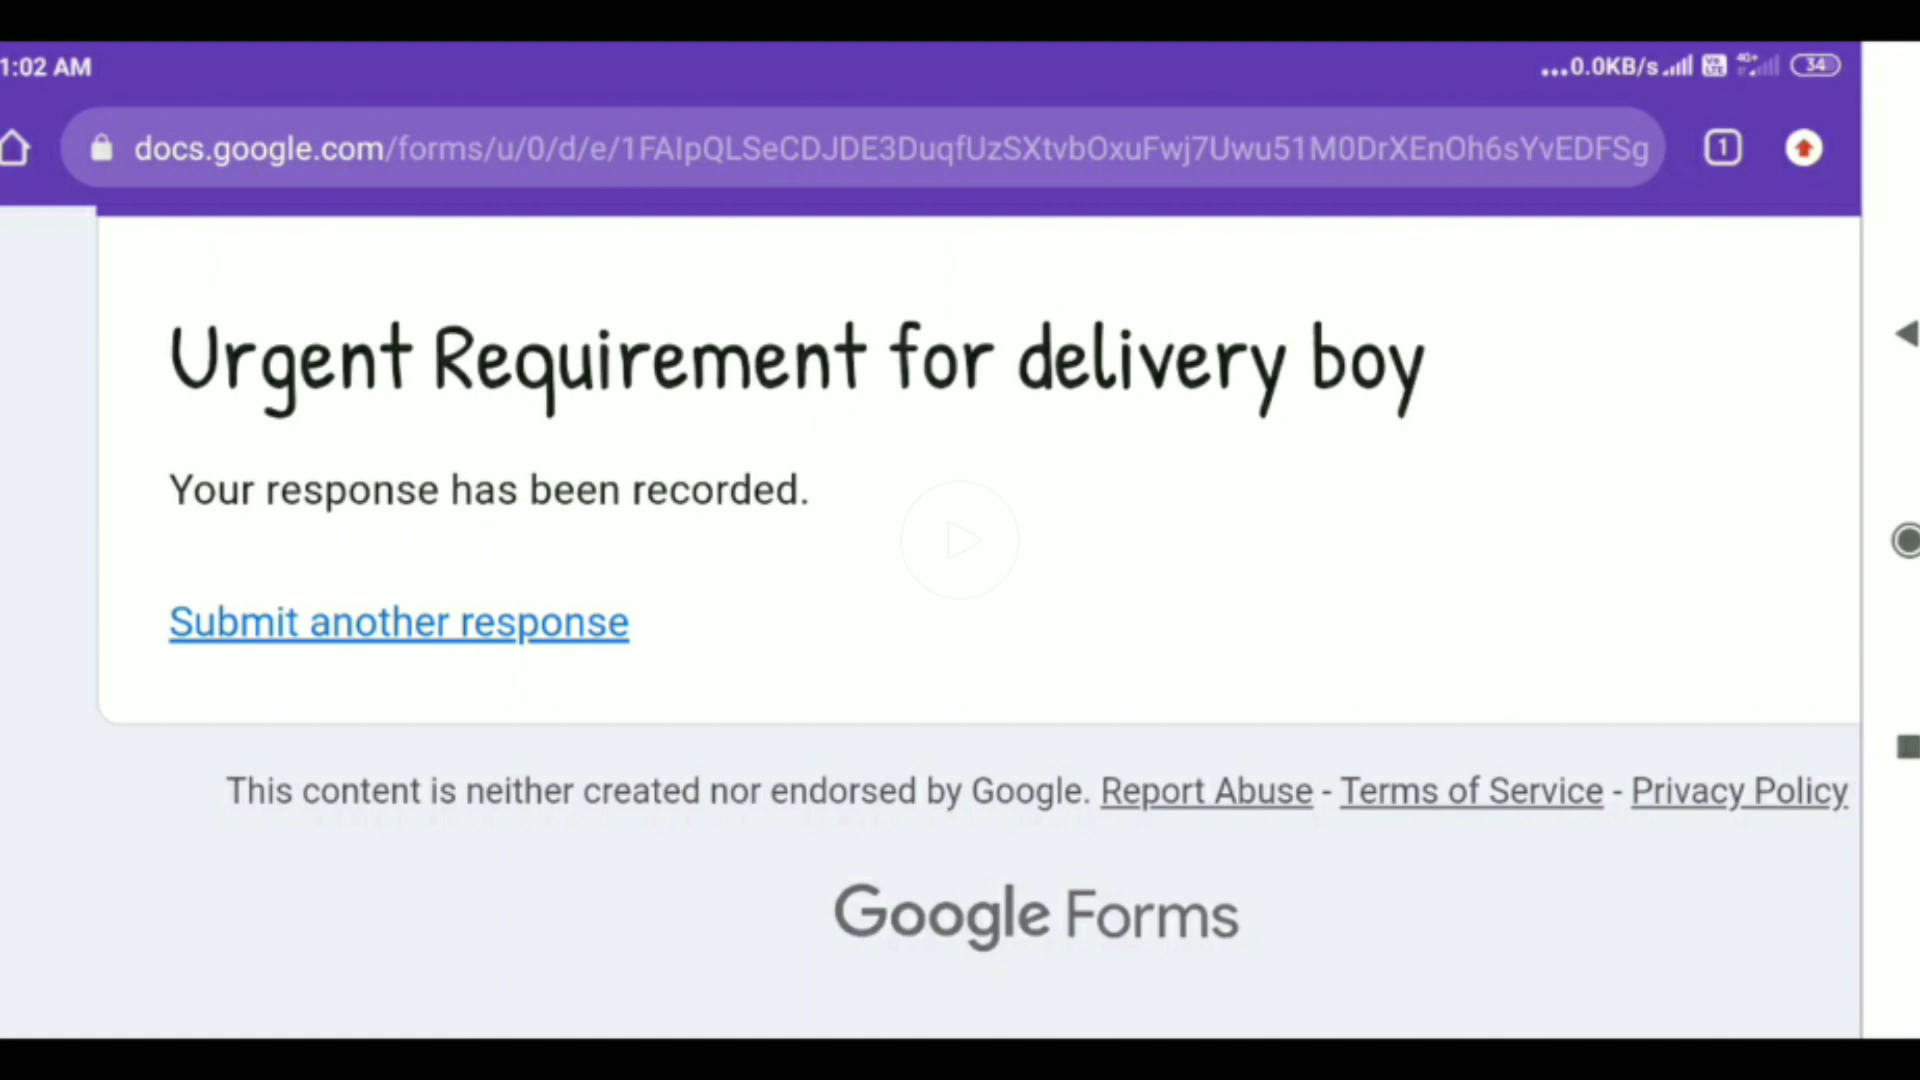 1:02 AM
...0.0KB/s 4G+ 34
docs.google.com/forms/u/0/d/e/1FAIpQLSeCDJDE3DuqfUzSXtvbOxuFwj7Uwu51M0DrXEnOh6sYvEDFSg
1
Urgent Requirement for delivery boy
Your response has been recorded.
Submit another response
This content is neither created nor endorsed by Google. Report Abuse - Terms of Service - Privacy Policy
Google Forms